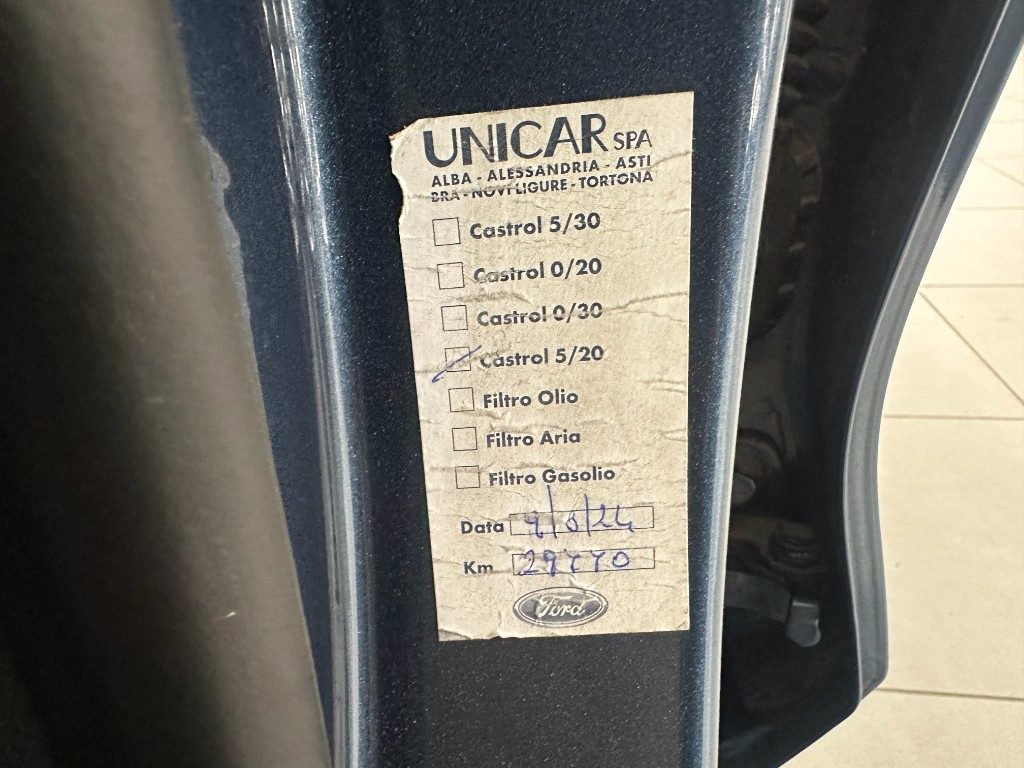 UNICAR SPA
ALBA - ALESSANDRIA - ASTI
BRA - NOVI LIGURE - TORTONA
Castrol 5/30
Castrol 0/20
Castrol 0/30
Castrol 5/20
Filtro Olio
Filtro Aria
Filtro Gasolio
Data
Km
Ford